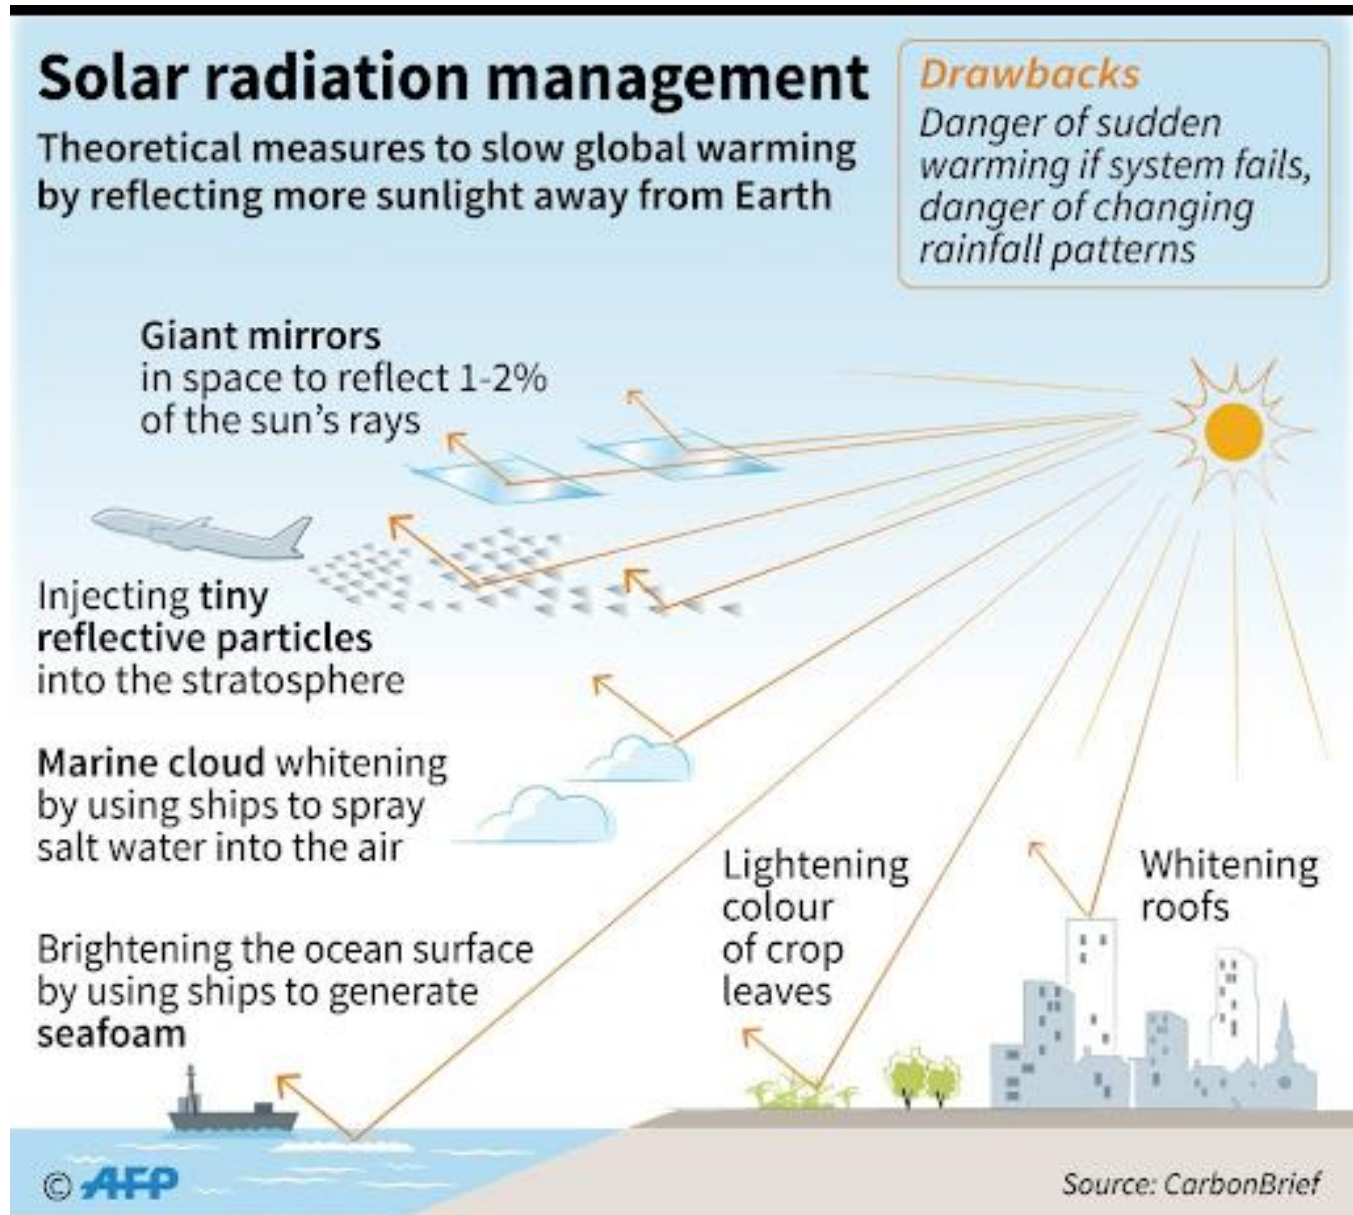 Solar radiation management
Theoretical measures to slow global warming
by reflecting more sunlight away from Earth
Drawbacks
Danger of sudden
warming if system fails,
danger of changing
rainfall patterns
Giant mirrors
in space to reflect 1-2%
of the sun's rays
Injecting tiny
reflective particles
into the stratosphere
Marine cloud whitening
by using ships to spray
salt water into the air
Brightening the ocean surface
by using ships to generate
seafoam
Lightening
colour
of crop
leaves
Whitening
roofs
© AFP
Source: CarbonBrief